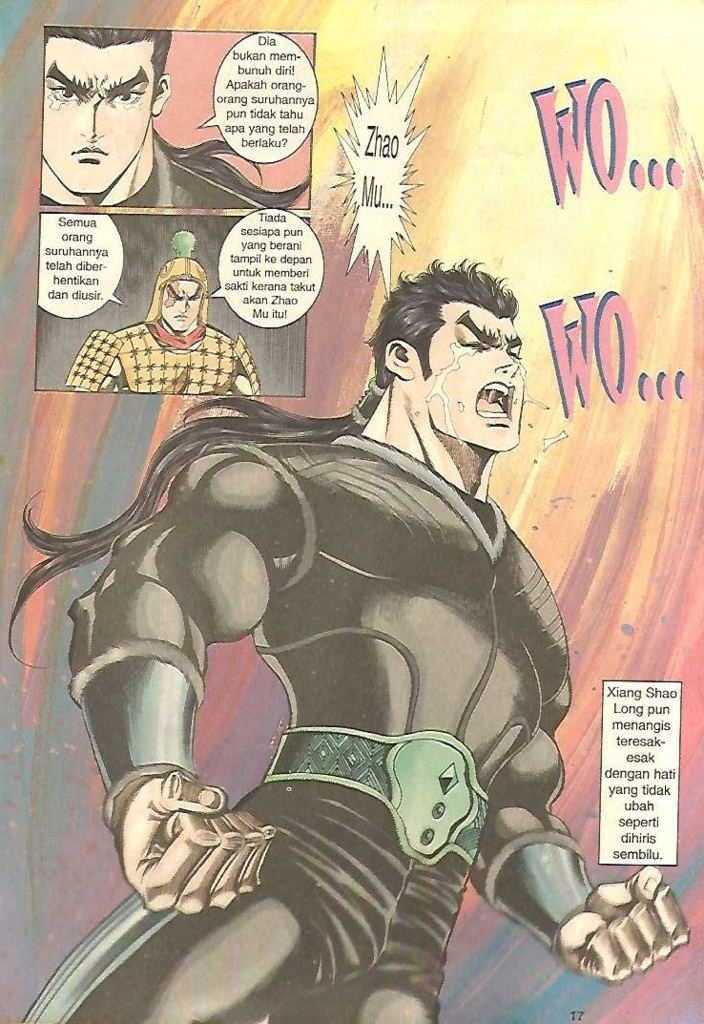 Dia
bukan mem-
bunuh diri!
Apakah orang-
orang suruhannya
pun tidak tahu
apa yang telah
berlaku?
Semua
orang
suruhannya
telah diber-
hentikan
dan diusir.
Tiada
sesiapa pun
yang berani
tampil ke depan
untuk memberi
sakti kerana takut
akan Zhao
Mu itu!
Zhao
Mu...
WO...
WO...
Xiang Shao
Long pun
menangis
teresak-
esak
dengan hati
yang tidak
ubah
seperti
dihiris
sembilu.
17